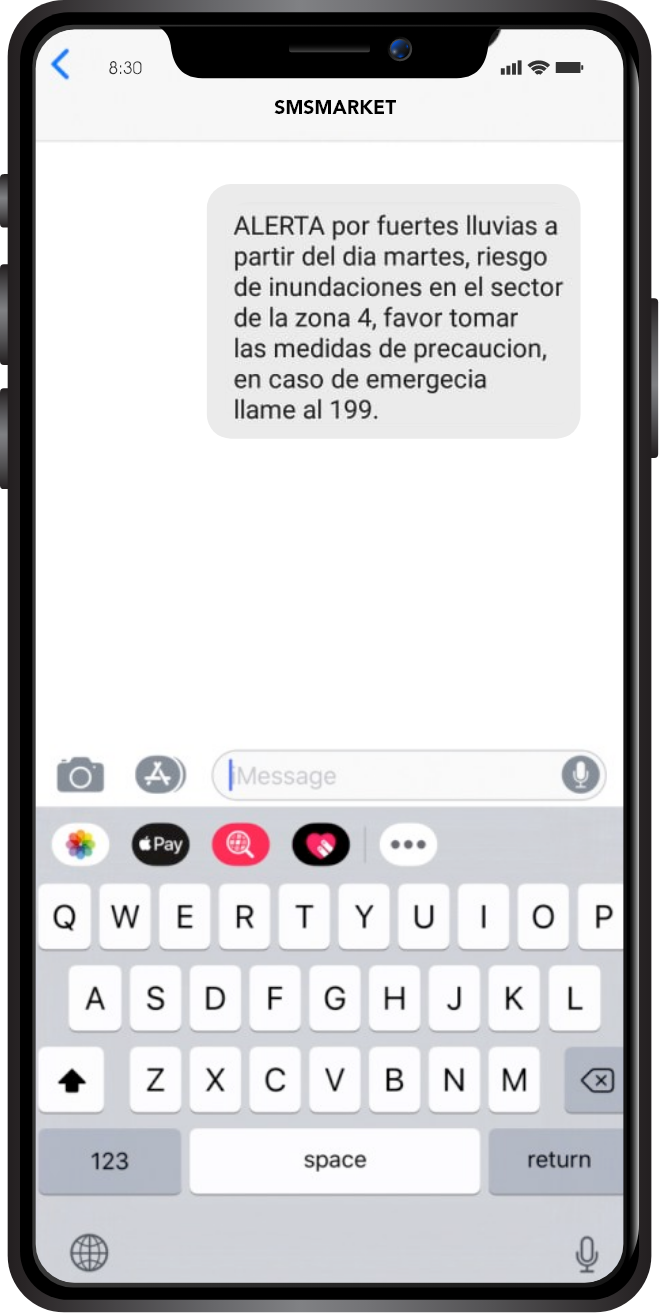 8:30
SMSMARKET
ALERTA por fuertes lluvias a
partir del dia martes, riesgo
de inundaciones en el sector
de la zona 4, favor tomar
las medidas de precaucion,
en caso de emergecia
llame al 199.
iMessage
Pay
Q W E R T Y U I O P
A S D F G H J K L
Z X C V B N M
123 space return